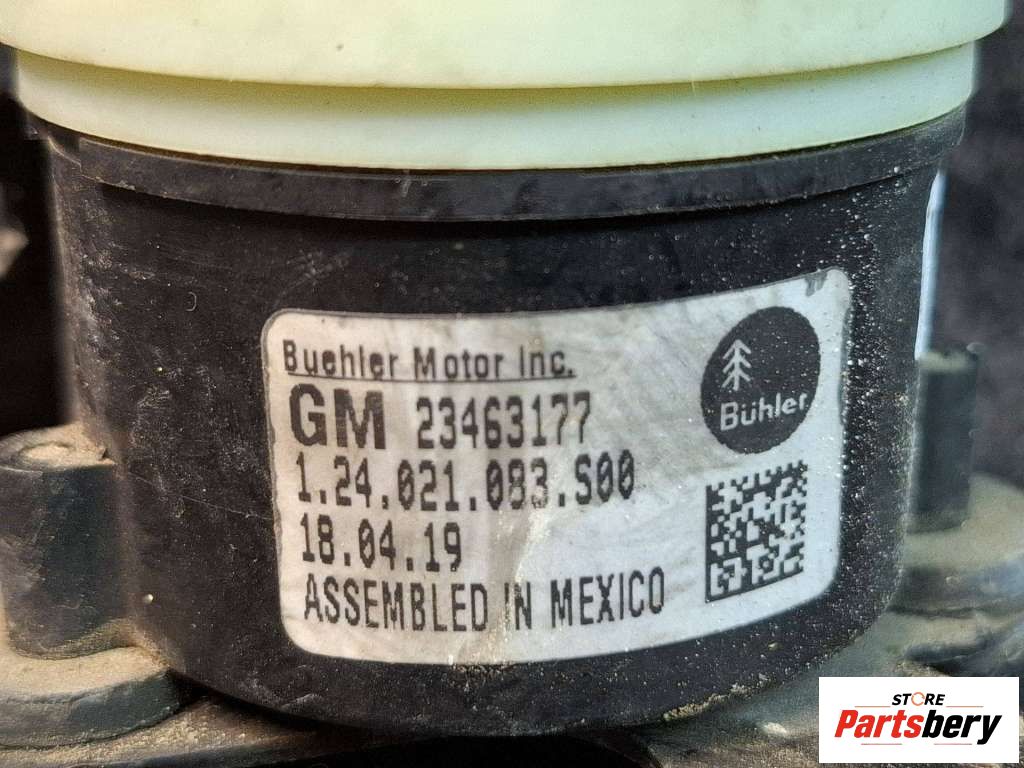 Buehler Motor Inc.
GM 23463177
Bühler
1.24.021.083.S00
18.04.19
ASSEMBLED IN MEXICO
STORE
Partsbery